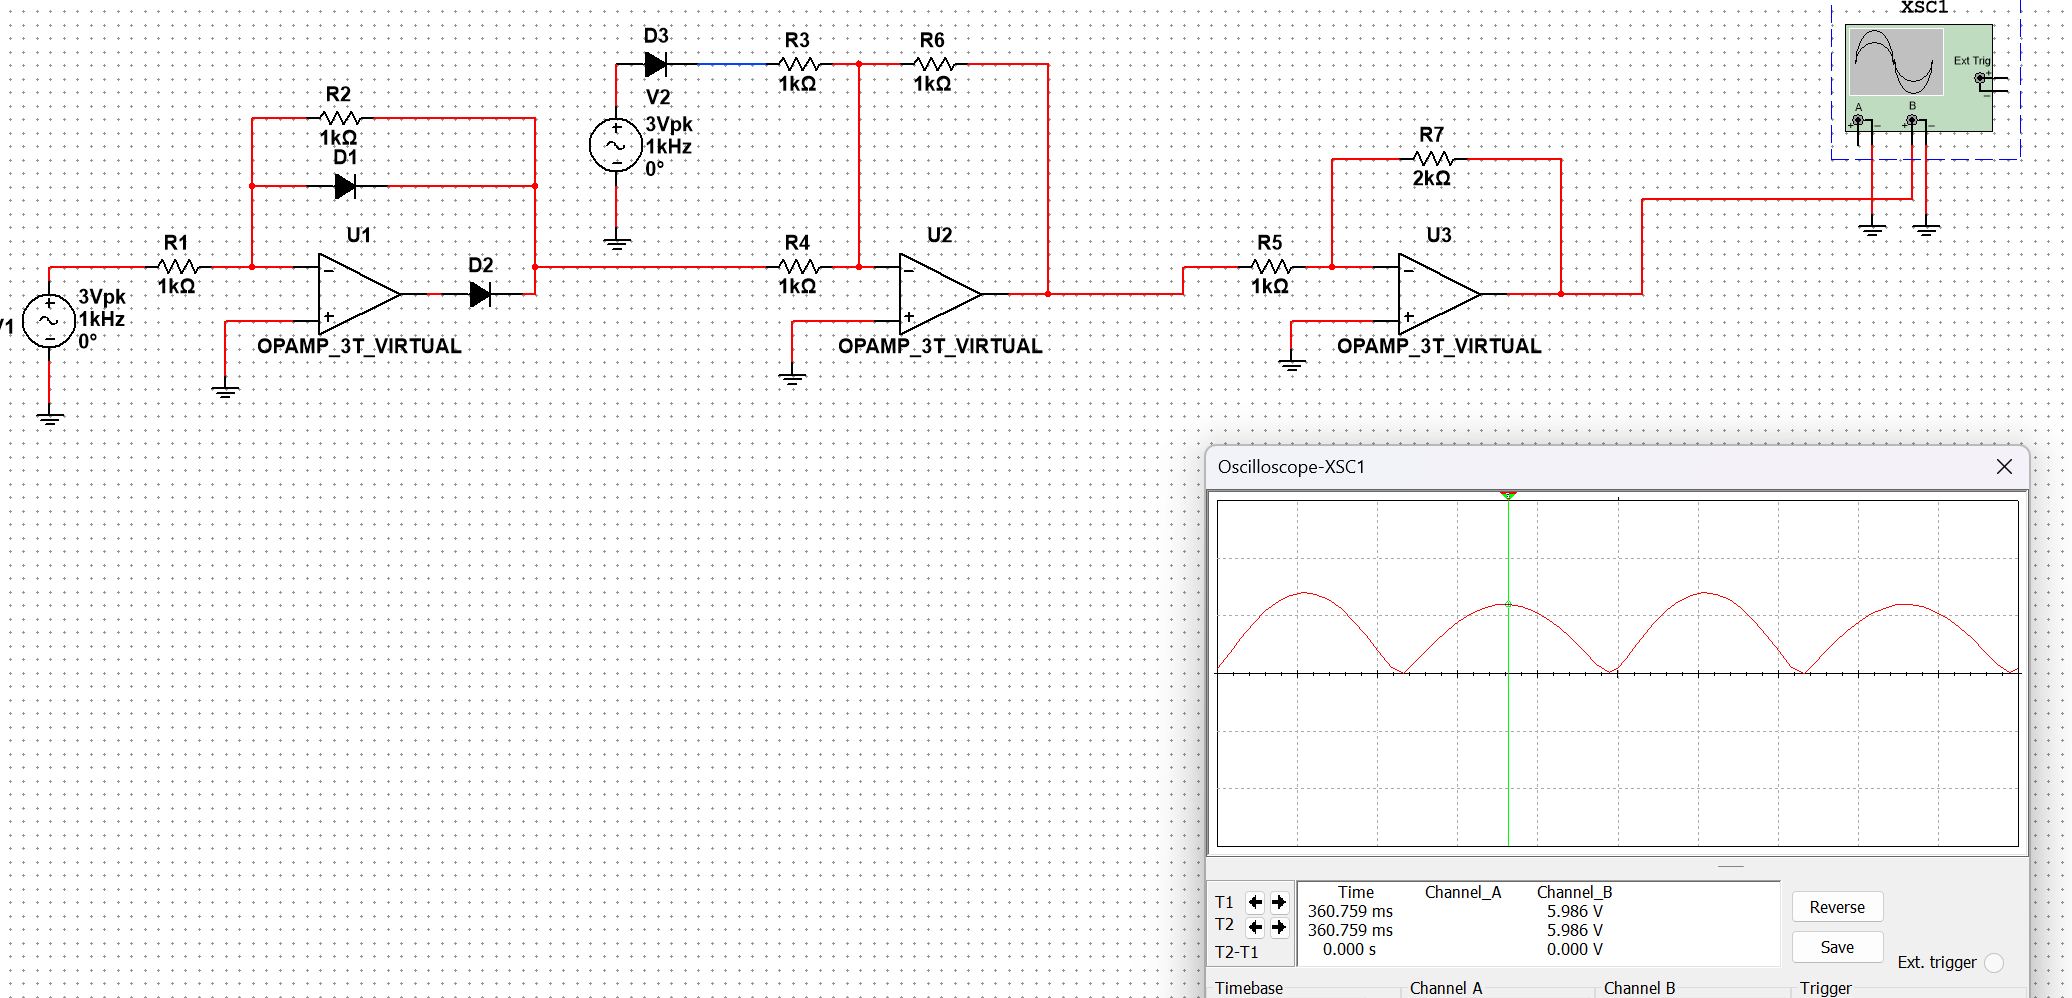 xsc1
Ext Trig
A
B
D3
R3
1kΩ
R6
1kΩ
V2
3Vpk
1kHz
0°
R2
1kΩ
D1
R7
2kΩ
R1
1kΩ
U1
D2
R4
1kΩ
U2
R5
1kΩ
U3
V1
3Vpk
1kHz
0°
OPAMP_3T_VIRTUAL
OPAMP_3T_VIRTUAL
OPAMP_3T_VIRTUAL
Oscilloscope-XSC1
Time Channel_A Channel_B
T1 360.759 ms 5.986 V
T2 360.759 ms 5.986 V
T2-T1 0.000 s 0.000 V
Reverse
Save
Ext. trigger
Timebase Channel A Channel B Trigger